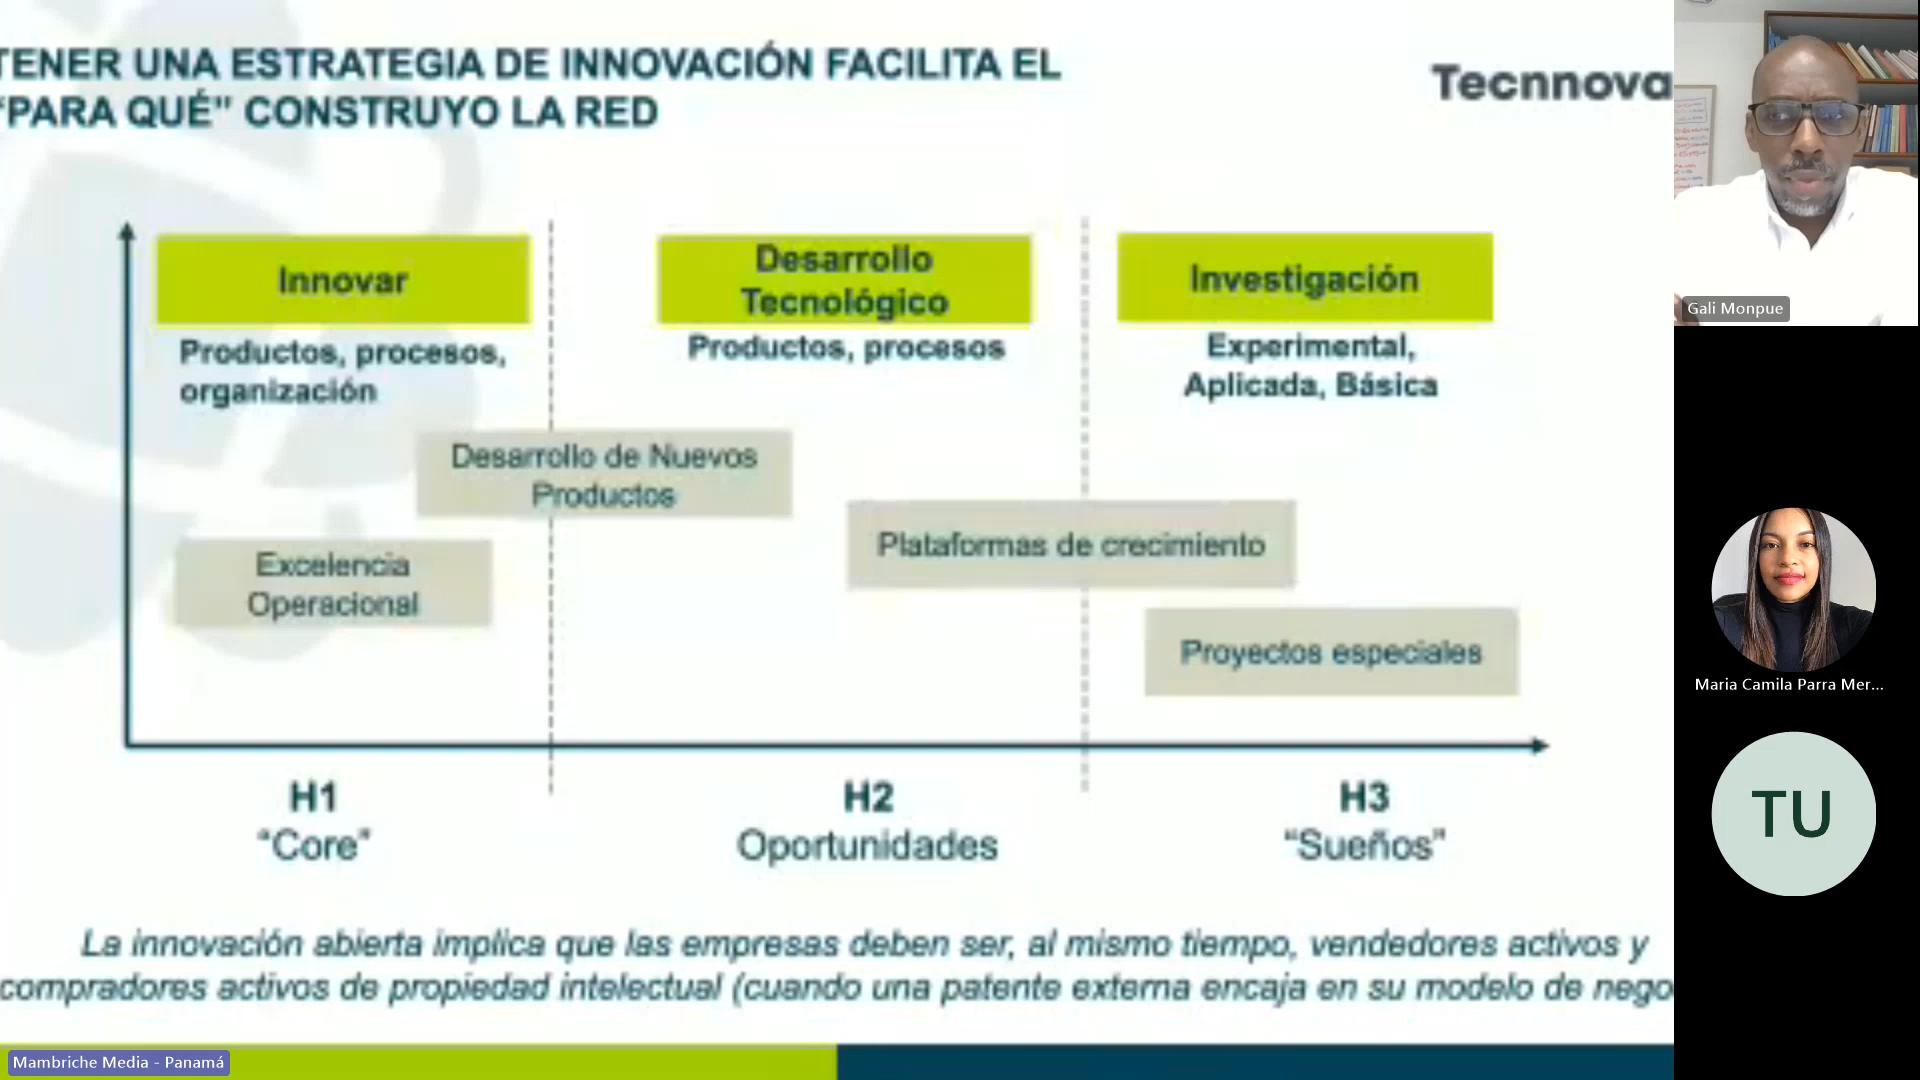 TENER UNA ESTRATEGIA DE INNOVACIÓN FACILITA EL
“PARA QUÉ” CONSTRUYO LA RED
Tecnnova
Innovar
Productos, procesos,
organización
Desarrollo
Tecnológico
Productos, procesos
Investigación
Experimental,
Aplicada, Básica
Desarrollo de Nuevos
Productos
Excelencia
Operacional
Plataformas de crecimiento
Proyectos especiales
H1
“Core”
H2
Oportunidades
H3
“Sueños”
La innovación abierta implica que las empresas deben ser, al mismo tiempo, vendedores activos y
compradores activos de propiedad intelectual (cuando una patente externa encaja en su modelo de nego
Mambriche Media - Panamá
Gali Monpue
Maria Camila Parra Mer...
TU